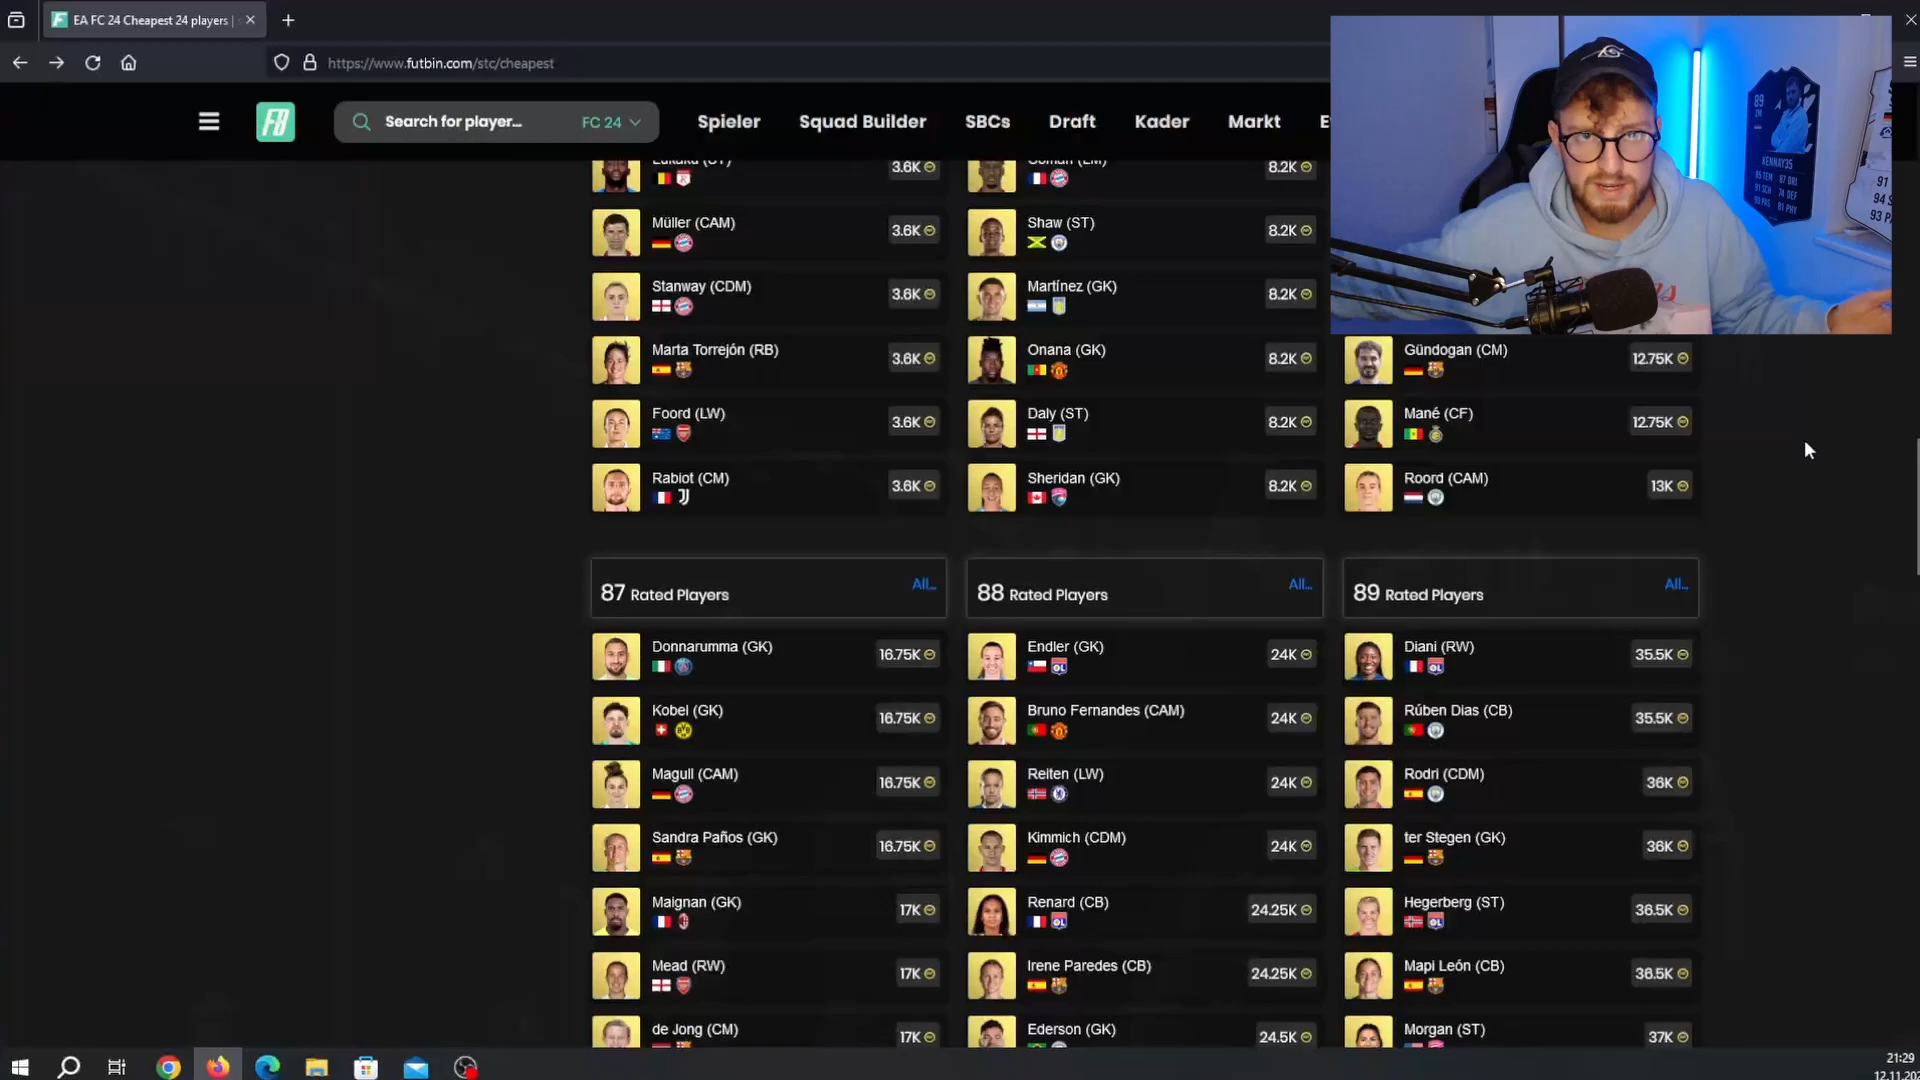 EA FC 24 Cheapest 24 players |
https://www.futbin.com/stc/cheapest
FB
Search for player...
FC 24
Spieler
Squad Builder
SBCs
Draft
Kader
Markt
3.6K
8.2K
Müller (CAM)
3.6K
Shaw (ST)
8.2K
Stanway (CDM)
3.6K
Martínez (GK)
8.2K
Marta Torrejón (RB)
3.6K
Onana (GK)
8.2K
Gündogan (CM)
12.75K
Foord (LW)
3.6K
Daly (ST)
8.2K
Mané (CF)
12.75K
Rabiot (CM)
3.6K
Sheridan (GK)
8.2K
Roord (CAM)
13K
87 Rated Players
All...
88 Rated Players
All...
89 Rated Players
All...
Donnarumma (GK)
16.75K
Endler (GK)
24K
Diani (RW)
35.5K
Kobel (GK)
16.75K
Bruno Fernandes (CAM)
24K
Rúben Dias (CB)
35.5K
Magull (CAM)
16.75K
Reiten (LW)
24K
Rodri (CDM)
36K
Sandra Paños (GK)
16.75K
Kimmich (CDM)
24K
ter Stegen (GK)
36K
Maignan (GK)
17K
Renard (CB)
24.25K
Hegerberg (ST)
36.5K
Mead (RW)
17K
Irene Paredes (CB)
24.25K
Mapi León (CB)
36.5K
de Jong (CM)
17K
Ederson (GK)
24.5K
Morgan (ST)
37K
89
KENNAY35
91
21:29